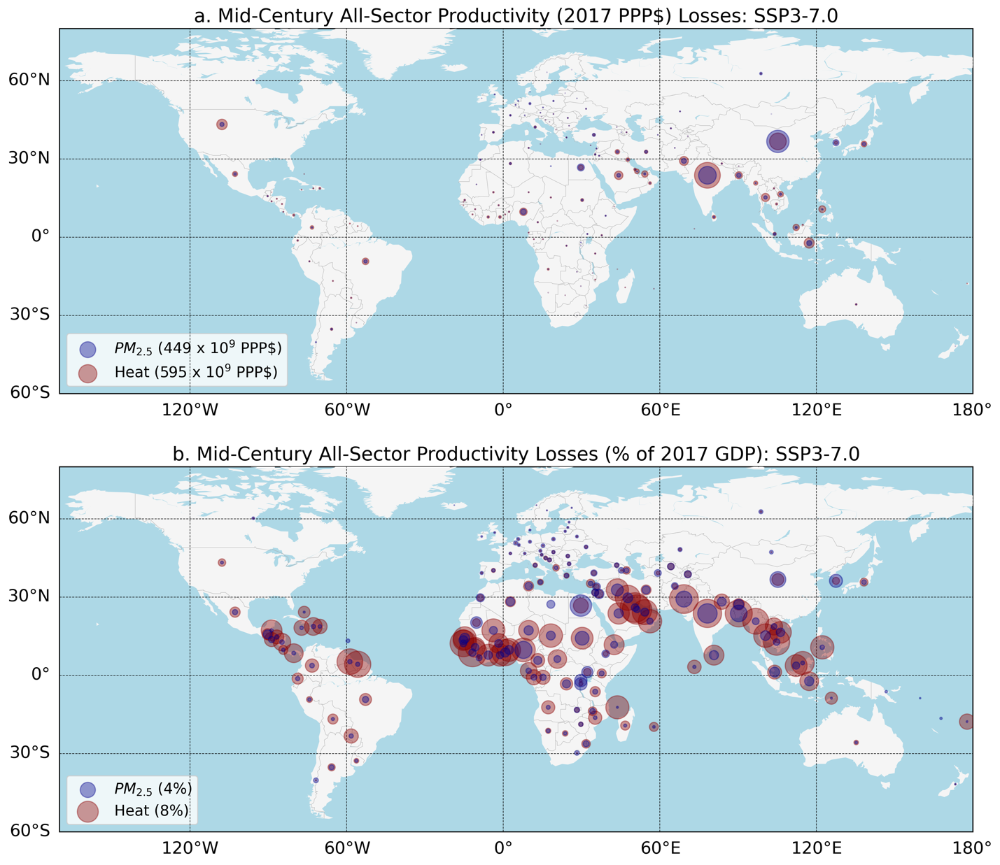 a. Mid-Century All-Sector Productivity (2017 PPP$) Losses: SSP3-7.0
60°N
30°N
0°
30°S
60°S
PM2.5 (449 x 10⁹ PPP$)
Heat (595 x 10⁹ PPP$)
120°W 60°W 0° 60°E 120°E 180°
b. Mid-Century All-Sector Productivity Losses (% of 2017 GDP): SSP3-7.0
60°N
30°N
0°
30°S
60°S
PM2.5 (4%)
Heat (8%)
120°W 60°W 0° 60°E 120°E 180°